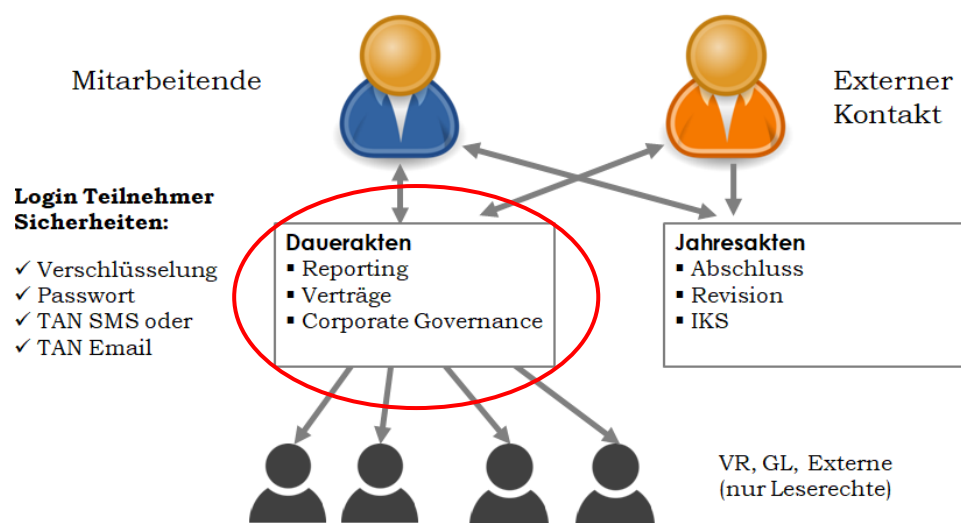 Mitarbeitende
Externer
Kontakt
Login Teilnehmer
Sicherheiten:
✓ Verschlüsselung
✓ Passwort
✓ TAN SMS oder
✓ TAN Email
Dauerakten
▪ Reporting
▪ Verträge
▪ Corporate Governance
Jahresakten
▪ Abschluss
▪ Revision
▪ IKS
VR, GL, Externe
(nur Leserechte)